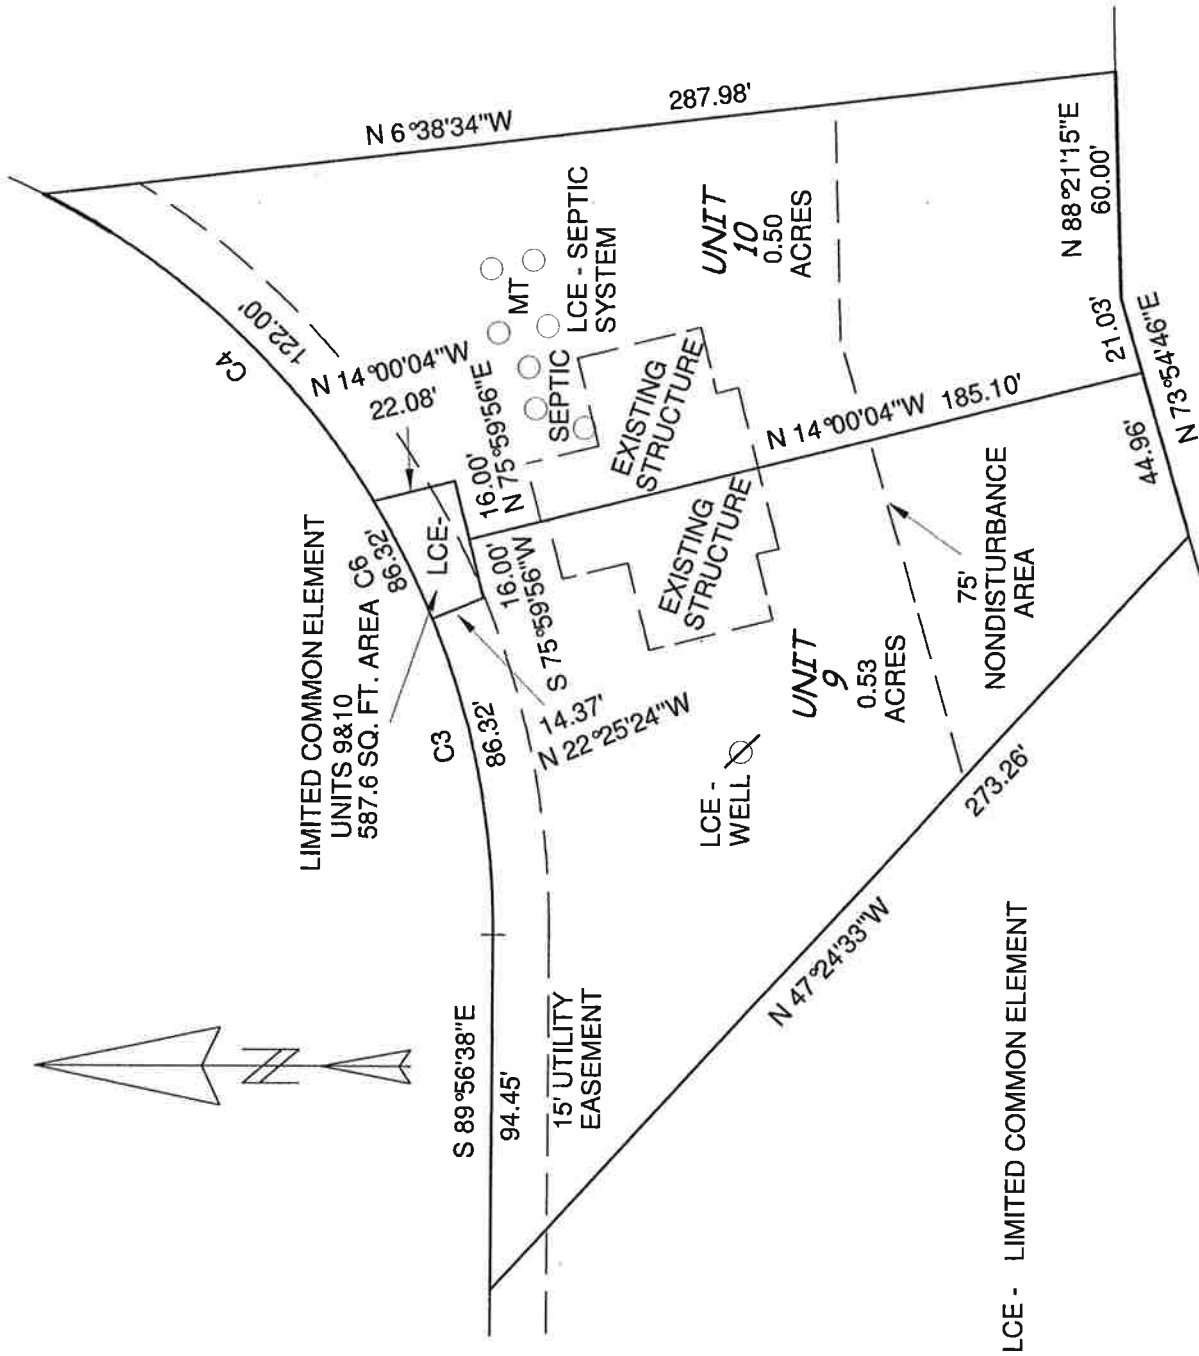 N 6°38'34"W
287.98'
C4
122.00'
N 14°00'04"W
22.08'
16.00'
N 75°59'56"E
MT
SEPTIC
LCE - SEPTIC
SYSTEM
UNIT
10
0.50
ACRES
N 88°21'15"E
60.00'
21.03'
N 73°54'46"E
44.96'
LIMITED COMMON ELEMENT
UNITS 9&10
587.6 SQ. FT. AREA
C6
86.32'
LCE-
16.00'
S 75°59'56"W
EXISTING
STRUCTURE
EXISTING
STRUCTURE
N 14°00'04"W 185.10'
C3
86.32'
14.37'
N 22°25'24"W
LCE -
WELL
UNIT
9
0.53
ACRES
75'
NONDISTURBANCE
AREA
273.26'
N 47°24'33"W
S 89°56'38"E
94.45'
15' UTILITY
EASEMENT
N
LCE - LIMITED COMMON ELEMENT